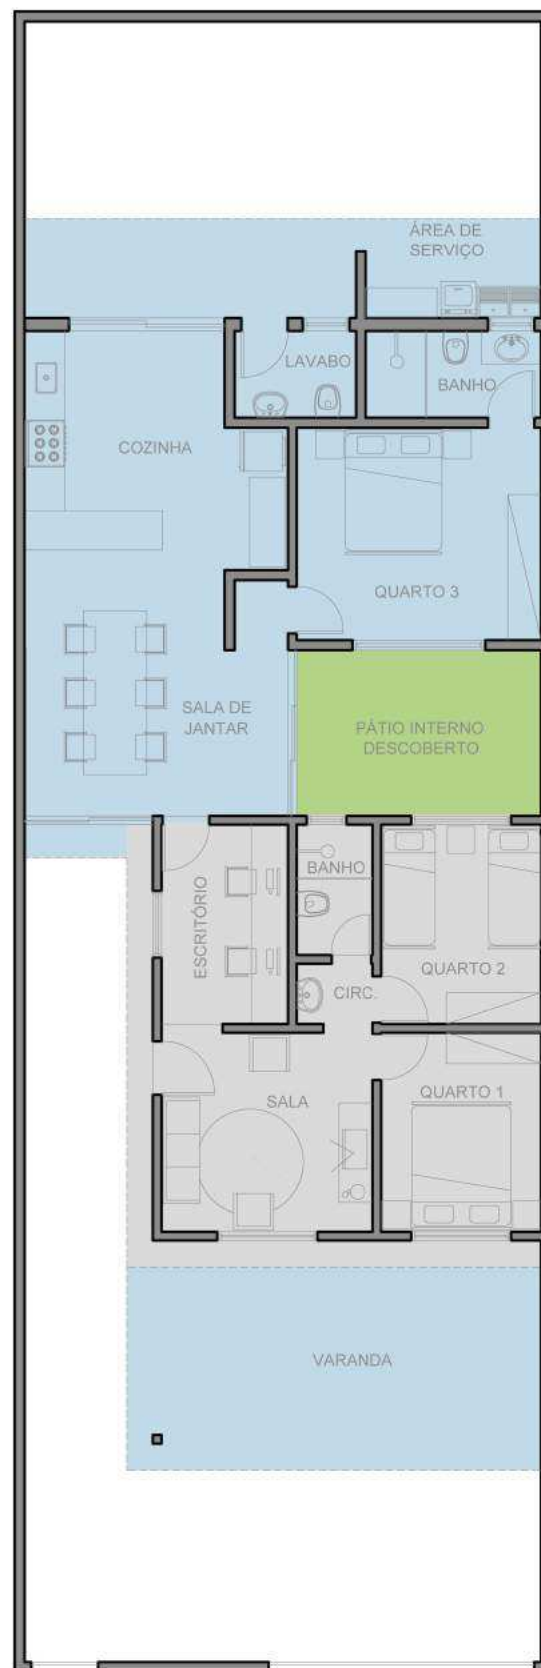 ÁREA DE
SERVIÇO
LAVABO
BANHO
COZINHA
QUARTO 3
SALA DE
JANTAR
PÁTIO INTERNO
DESCOBERTO
BANHO
ESCRITÓRIO
QUARTO 2
CIRC.
QUARTO 1
SALA
VARANDA